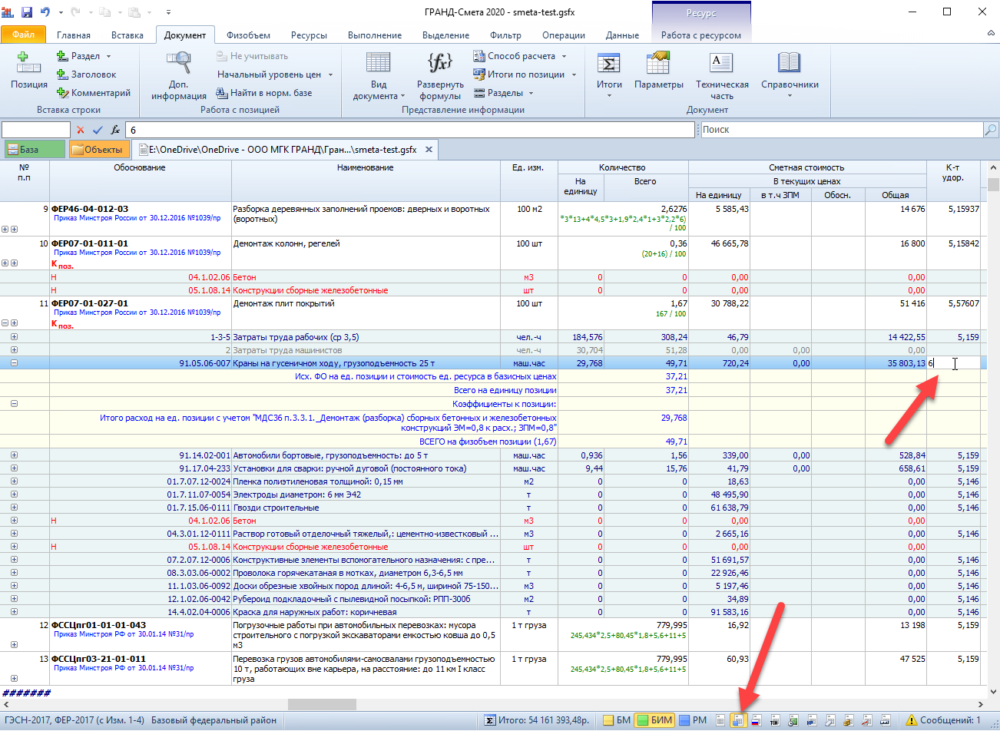 ГРАНД-Смета 2020 - smeta-test.gsfx
Ресурс
Файл Главная Вставка Документ Физобъем Ресурсы Выполнение Выделение Фильтр Операции Данные Работа с ресурсом
Позиция
Раздел
Заголовок
Комментарий
Вставка строки
Доп. информация
Не учитывать
Начальный уровень цен
Найти в норм. базе
Работа с позицией
Вид документа
Развернуть формулы
Способ расчета
Итоги по позиции
Разделы
Представление информации
Итоги
Параметры
Техническая часть
Справочники
Документ
fx 6 Поиск
База Объекты E:\OneDrive\OneDrive - ООО МГК ГРАНД\Гран...\smeta-test.gsfx
№ п.п Обоснование Наименование Ед. изм. Количество Сметная стоимость К-т удор.
На единицу Всего В текущих ценах
На единицу в т.ч ЗПМ Обосн. Общая
9 ФЕР46-04-012-03 Разборка деревянных заполнений проемов: дверных и воротных 100 м2 2,6276 5 585,43 14 676 5,15937
Приказ Минстроя России от 30.12.2016 №1039/пр (воротных) *3*13+4*4,5*3+1,9*2,4*1+3*2,2*6)
/ 100
10 ФЕР07-01-011-01 Демонтаж колонн, регелей 100 шт 0,36 46 665,78 16 800 5,15842
Приказ Минстроя России от 30.12.2016 №1039/пр (20+16) / 100
К поз.
Н 04.1.02.06 Бетон м3 0 0 0,00 0,00
Н 05.1.08.14 Конструкции сборные железобетонные шт 0 0 0,00 0,00
11 ФЕР07-01-027-01 Демонтаж плит покрытий 100 шт 1,67 30 788,22 51 416 5,57607
Приказ Минстроя России от 30.12.2016 №1039/пр 167 / 100
К поз.
1-3-5 Затраты труда рабочих (ср 3,5) чел.-ч 184,576 308,24 46,79 14 422,55 5,159
2 Затраты труда машинистов чел.-ч 30,704 51,28 0,00 0,00 0,00
91.05.06-007 Краны на гусеничном ходу, грузоподъемность 25 т маш.час 29,768 49,71 720,24 0,00 35 803,13 6
Исх. ФО на ед. позиции и стоимость ед. ресурса в базисных ценах 37,21
Всего на единицу позиции 37,21
Коэффициенты к позиции:
Итого расход на ед. позиции с учетом "МДС36 п.3.3.1._Демонтаж (разборка) сборных бетонных и железобетонных 29,768
конструкций ЭМ=0,8 к расх.; ЗПМ=0,8"
ВСЕГО на физобъем позиции (1,67) 49,71
91.14.02-001 Автомобили бортовые, грузоподъемность: до 5 т маш.час 0,936 1,56 339,00 0,00 528,84 5,159
91.17.04-233 Установки для сварки: ручной дуговой (постоянного тока) маш.час 9,44 15,76 41,79 0,00 658,61 5,159
01.7.07.12-0024 Пленка полиэтиленовая толщиной: 0,15 мм м2 0 0 18,63 0,00 5,146
01.7.11.07-0054 Электроды диаметром: 6 мм Э42 т 0 0 48 495,90 0,00 5,146
01.7.15.06-0111 Гвозди строительные т 0 0 61 638,79 0,00 5,146
Н 04.1.02.06 Бетон м3 0 0 0,00 0,00
04.3.01.12-0111 Раствор готовый отделочный тяжелый,: цементно-известковый ... м3 0 0 2 665,16 0,00 5,146
Н 05.1.08.14 Конструкции сборные железобетонные шт 0 0 0,00 0,00
07.2.07.12-0006 Конструктивные элементы вспомогательного назначения: с пре... т 0 0 51 691,57 0,00 5,146
08.3.03.06-0002 Проволока горячекатаная в мотках, диаметром 6,3-6,5 мм т 0 0 22 926,46 0,00 5,146
11.1.03.06-0092 Доски обрезные хвойных пород длиной: 4-6,5 м, шириной 75-150... м3 0 0 5 197,46 0,00 5,146
12.1.02.06-0042 Рубероид подкладочный с пылевидной посыпкой: РПП-300б м2 0 0 34,89 0,00 5,146
14.4.02.04-0006 Краска для наружных работ: коричневая т 0 0 91 583,16 0,00 5,146
12 ФССЦпг01-01-01-043 Погрузочные работы при автомобильных перевозках: мусора 1 т груза 779,995 16,92 13 198 5,159
Приказ Минстроя РФ от 30.01.14 №31/пр строительного с погрузкой экскаваторами емкостью ковша до 0,5 245,434*2,5+80,45*1,8+5,6+11+5
м3
13 ФССЦпг03-21-01-011 Перевозка грузов автомобилями-самосвалами грузоподъемностью 1 т груза 779,995 60,93 47 525 5,159
Приказ Минстроя РФ от 30.01.14 №31/пр 10 т, работающих вне карьера, на расстояние: до 11 км I класс 245,434*2,5+80,45*1,8+5,6+11+5
груза
#######
ГЭСН-2017, ФЕР-2017 (с Изм. 1-4) Базовый федеральный район Итого: 54 161 393,48р. БМ БИМ РМ Сообщений: 1